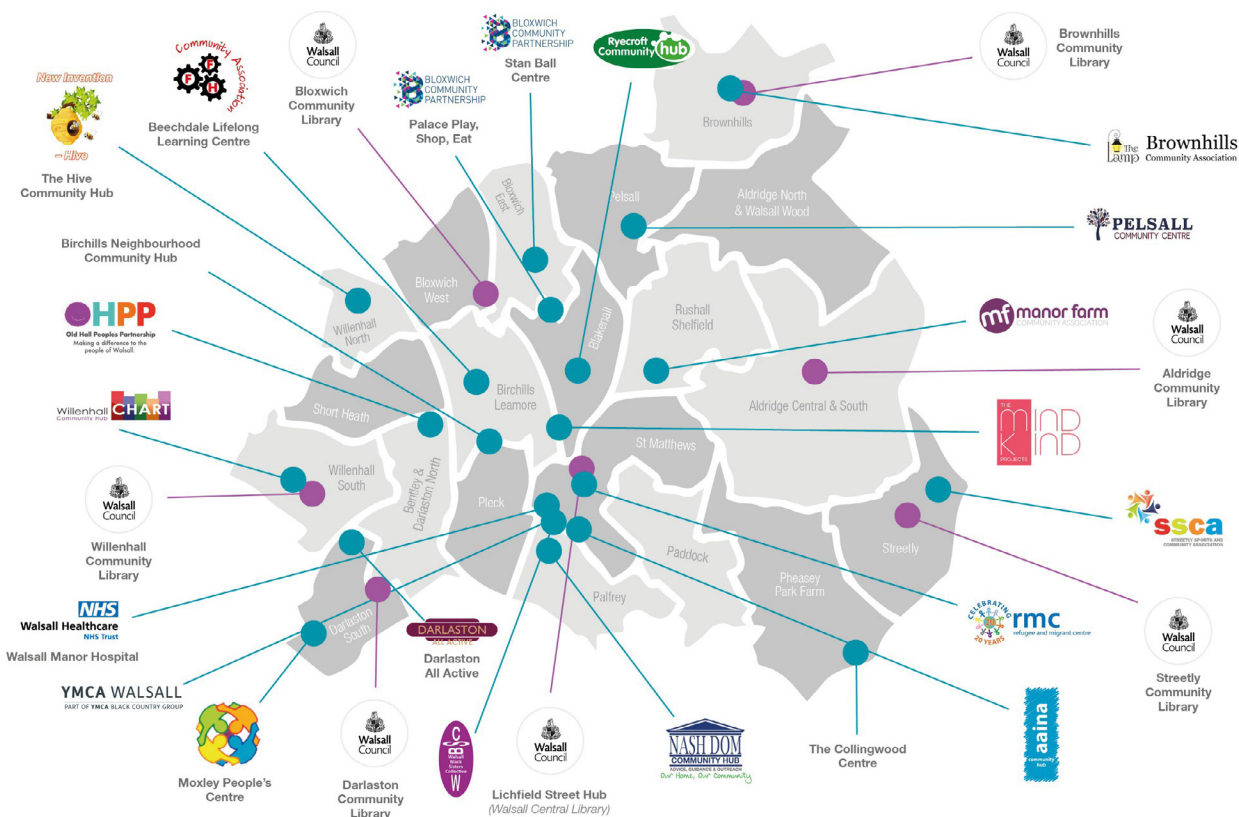 New Invention
Hive
The Hive
Community Hub
Community Association
F
F
H
Beechdale Lifelong
Learning Centre
Walsall
Council
Bloxwich
Community
Library
BLOXWICH
COMMUNITY
PARTNERSHIP
Palace Play,
Shop, Eat
BLOXWICH
COMMUNITY
PARTNERSHIP
Stan Ball
Centre
Ryecroft
Community
hub
Walsall
Council
Brownhills
Community
Library
The
Lamp
Brownhills
Community Association
PELSALL
COMMUNITY CENTRE
mf manor farm
COMMUNITY ASSOCIATION
Walsall
Council
Aldridge
Community
Library
THE
MIND
KIND
PROJECTS
ssca
STREETLY SPORTS AND
COMMUNITY ASSOCIATION
CELEBRATING
20 YEARS
rmc
refugee and migrant centre
Walsall
Council
Streetly
Community
Library
aaina
community
hub
The Collingwood
Centre
NASH DOM
COMMUNITY HUB
ADVICE, GUIDANCE & OUTREACH
Our Home, Our Community
Walsall
Council
Lichfield Street Hub
(Walsall Central Library)
Walsall
Black
Sisters
Collective
Walsall
Council
Darlaston
Community
Library
DARLASTON
ALL ACTIVE
Darlaston
All Active
Moxley People's
Centre
YMCA WALSALL
PART OF YMCA BLACK COUNTRY GROUP
NHS
Walsall Healthcare
NHS Trust
Walsall Manor Hospital
Walsall
Council
Willenhall
Community
Library
Willenhall
Community Hub
CHART
OHPP
Old Hall Peoples Partnership
Making a difference to the
people of Walsall.
Birchills Neighbourhood
Community Hub
Brownhills
Pelsall
Aldridge North
& Walsall Wood
Bloxwich
East
Bloxwich
West
Blakenall
Rushall
Shelfield
Willenhall
North
Short Heath
Birchills
Leamore
Aldridge Central & South
St Matthews
Willenhall
South
Bentley &
Darlaston North
Pleck
Paddock
Streetly
Pheasey
Park Farm
Palfrey
Darlaston
South